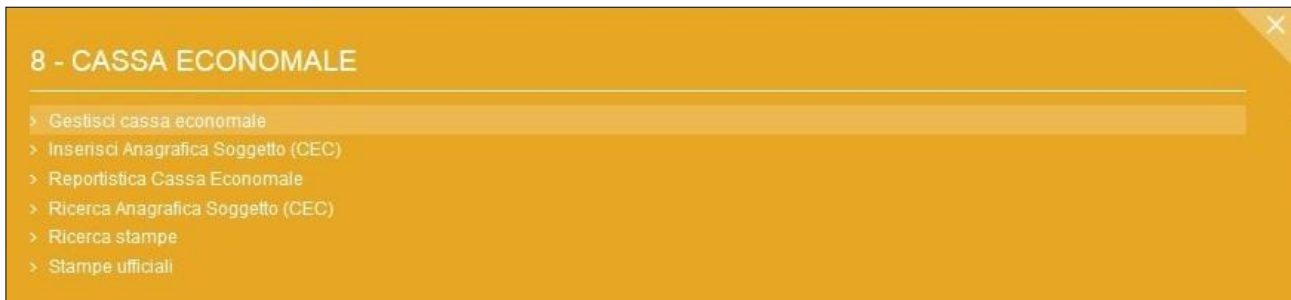 8 - CASSA ECONOMALE
> Gestisci cassa economale
> Inserisci Anagrafica Soggetto (CEC)
> Reportistica Cassa Economale
> Ricerca Anagrafica Soggetto (CEC)
> Ricerca stampe
> Stampe ufficiali